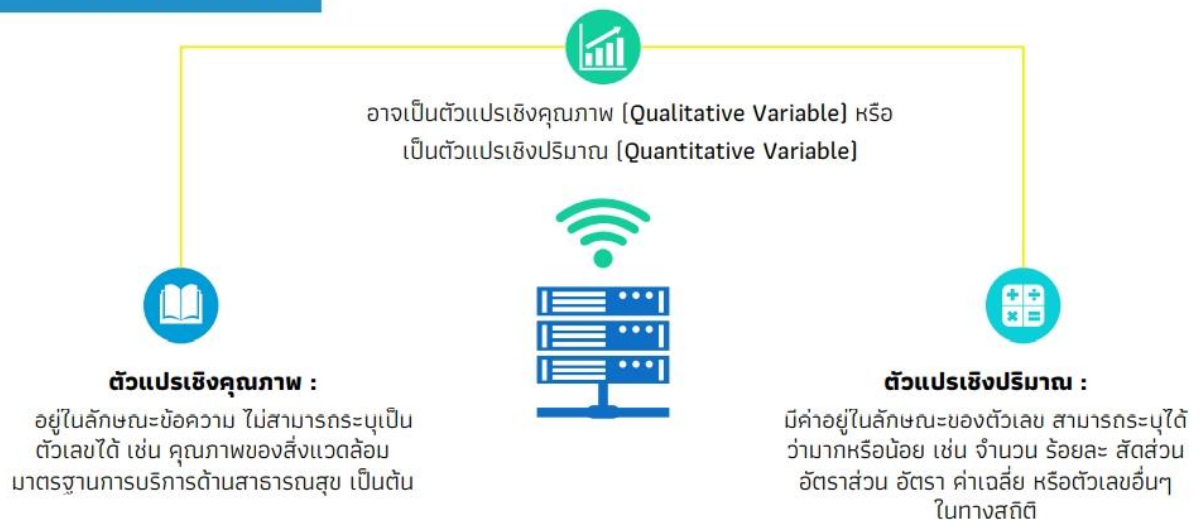 อาจเป็นตัวแปรเชิงคุณภาพ (Qualitative Variable) หรือ
เป็นตัวแปรเชิงปริมาณ (Quantitative Variable)
ตัวแปรเชิงคุณภาพ :
อยู่ในลักษณะข้อความ ไม่สามารถระบุเป็น
ตัวเลขได้ เช่น คุณภาพของสิ่งแวดล้อม
มาตรฐานการบริการด้านสาธารณสุข เป็นต้น
ตัวแปรเชิงปริมาณ :
มีค่าอยู่ในลักษณะของตัวเลข สามารถระบุได้
ว่ามากหรือน้อย เช่น จำนวน ร้อยละ สัดส่วน
อัตราส่วน อัตรา ค่าเฉลี่ย หรือตัวเลขอื่นๆ
ในทางสถิติ